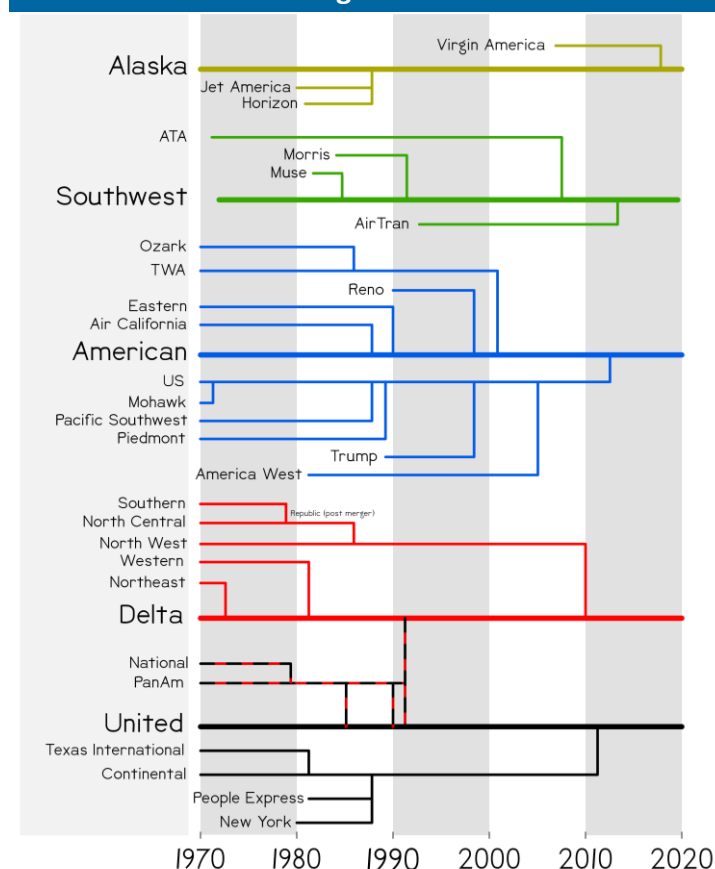 Virgin America
Alaska
Jet America
Horizon
ATA
Morris
Muse
Southwest
AirTran
Ozark
TWA
Reno
Eastern
Air California
American
US
Mohawk
Pacific Southwest
Piedmont
Trump
America West
Southern
Republic (post merger)
North Central
North West
Western
Northeast
Delta
National
PanAm
United
Texas International
Continental
People Express
New York
1970 1980 1990 2000 2010 2020